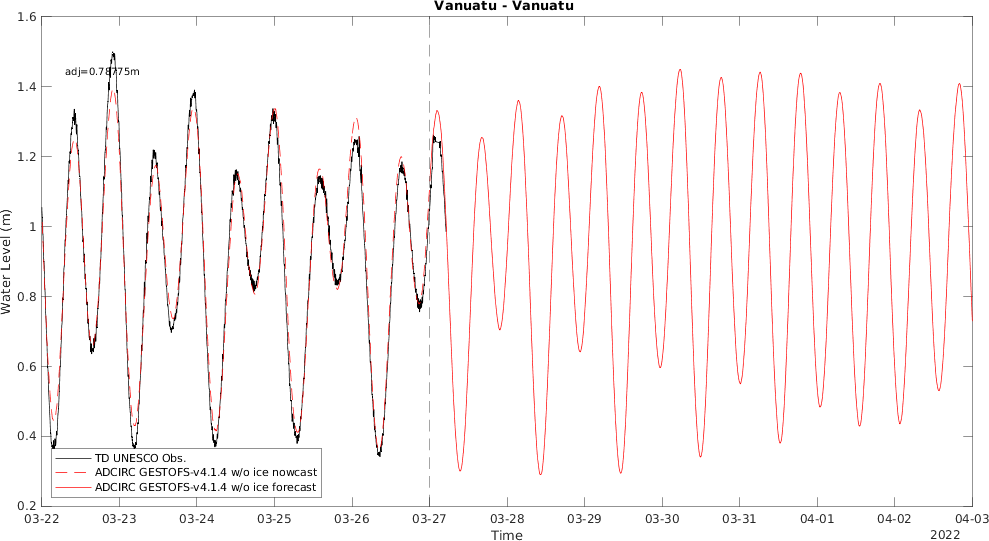 Vanuatu - Vanuatu
1.6
1.4
1.2
1
0.8
0.6
0.4
0.2
Water Level (m)
adj=0.78775m
TD UNESCO Obs.
ADCIRC GESTOFS-v4.1.4 w/o ice nowcast
ADCIRC GESTOFS-v4.1.4 w/o ice forecast
03-22 03-23 03-24 03-25 03-26 03-27 03-28 03-29 03-30 03-31 04-01 04-02 04-03
Time
2022